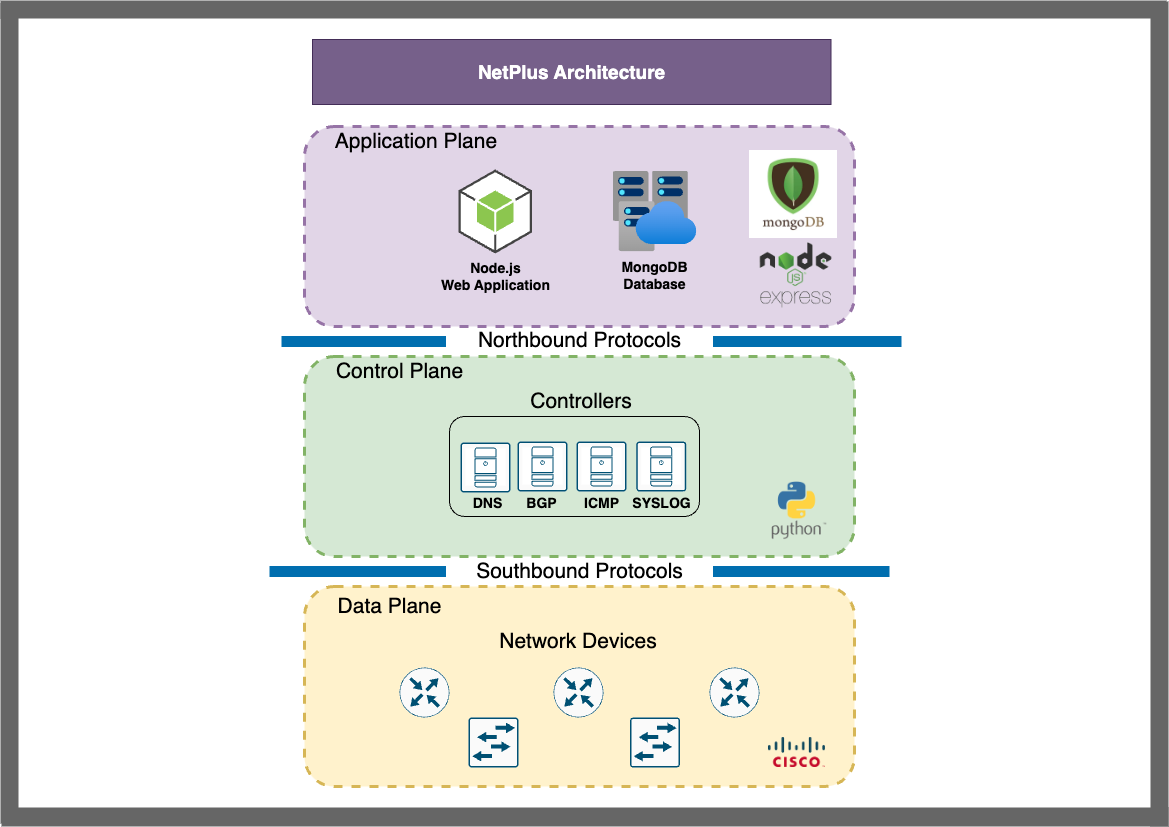 NetPlus Architecture
Application Plane
Node.js
Web Application
MongoDB
Database
mongoDB
node
JS
express
Northbound Protocols
Control Plane
Controllers
DNS BGP ICMP SYSLOG
python™
Southbound Protocols
Data Plane
Network Devices
CISCO